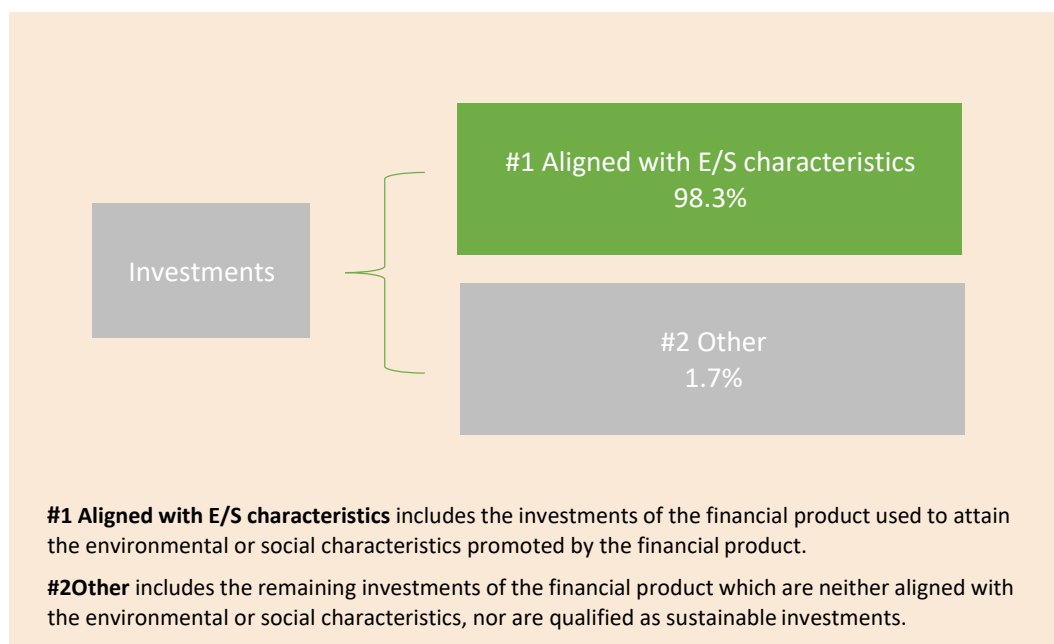 #1 Aligned with E/S characteristics
98.3%
Investments
#2 Other
1.7%
#1 Aligned with E/S characteristics includes the investments of the financial product used to attain
the environmental or social characteristics promoted by the financial product.
#2Other includes the remaining investments of the financial product which are neither aligned with
the environmental or social characteristics, nor are qualified as sustainable investments.